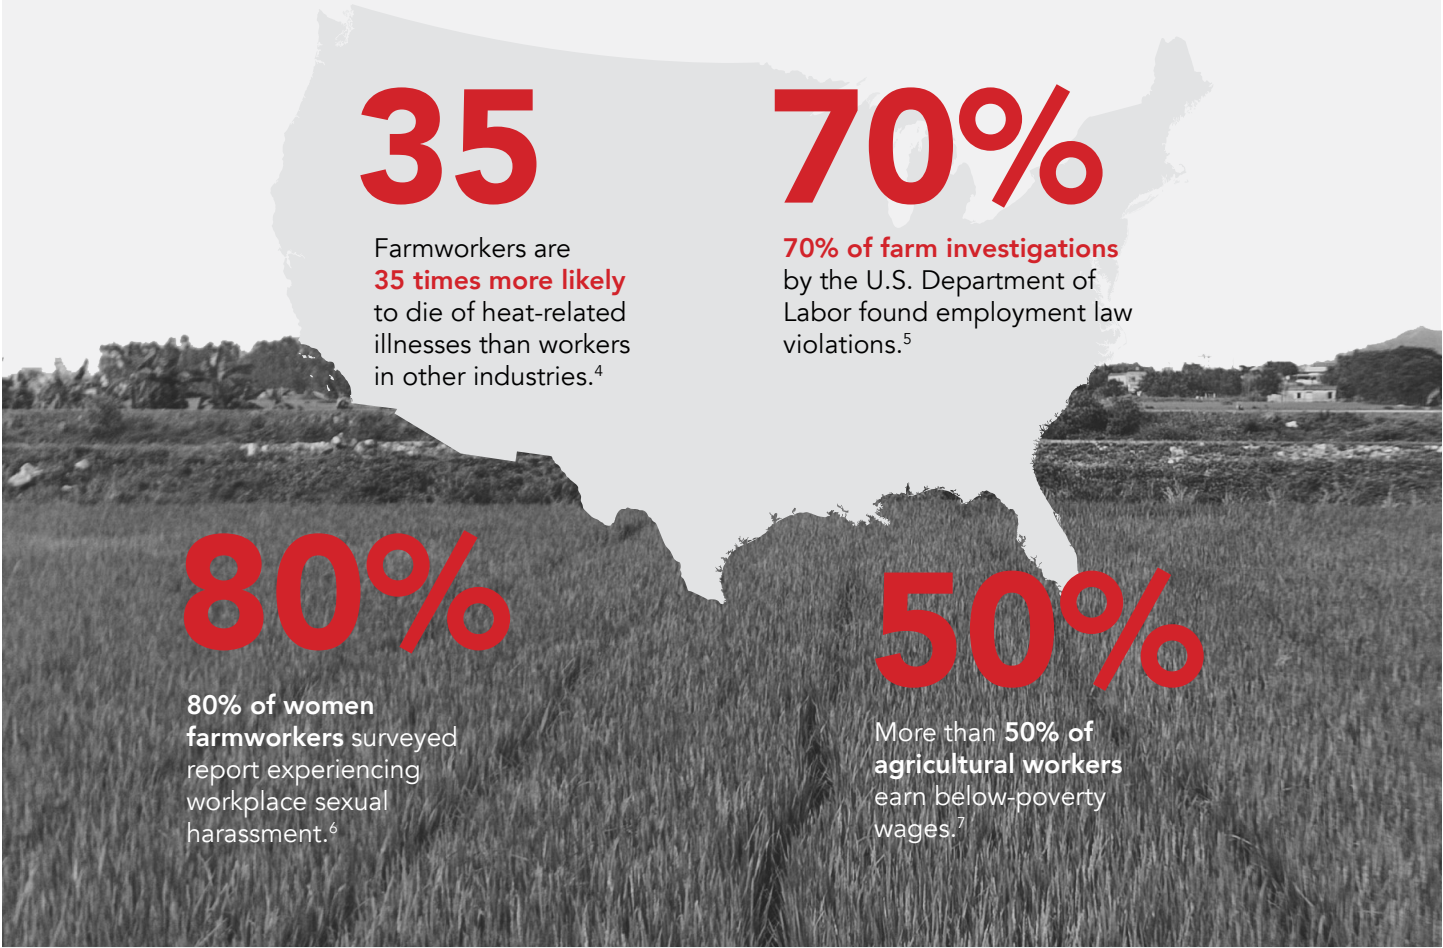 35
Farmworkers are
35 times more likely
to die of heat-related
illnesses than workers
in other industries.⁴
70%
70% of farm investigations
by the U.S. Department of
Labor found employment law
violations.⁵
80%
80% of women
farmworkers surveyed
report experiencing
workplace sexual
harassment.⁶
50%
More than 50% of
agricultural workers
earn below-poverty
wages.⁷